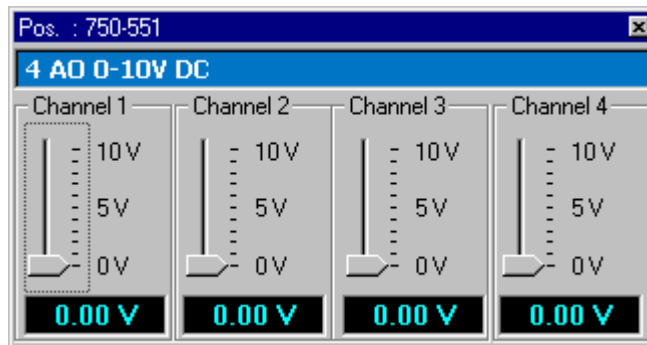 Pos. : 750-551
4 AO 0-10V DC
Channel 1 Channel 2 Channel 3 Channel 4
10V 10V 10V 10V
5V 5V 5V 5V
0V 0V 0V 0V
0.00 V 0.00 V 0.00 V 0.00 V